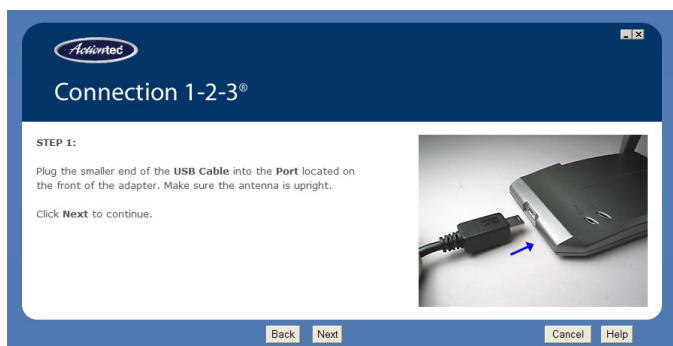 Actiontec
Connection 1-2-3®
STEP 1:
Plug the smaller end of the USB Cable into the Port located on
the front of the adapter. Make sure the antenna is upright.
Click Next to continue.
Back Next Cancel Help